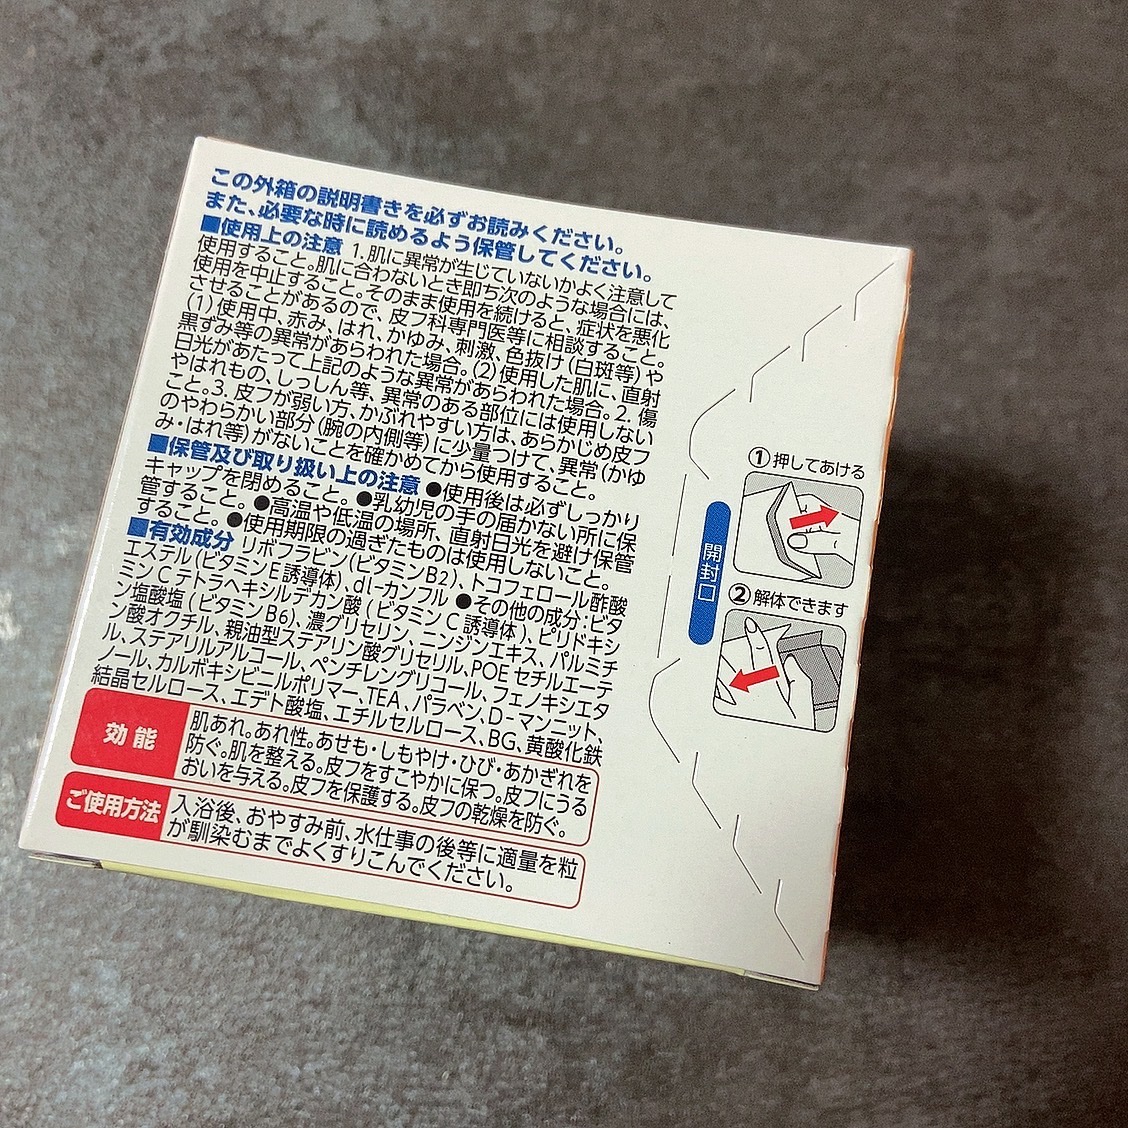 この外箱の説明書きを必ずお読みください。
また、必要な時に読めるよう保管してください。
■使用上の注意 1. 肌に異常が生じていないかよく注意して
使用すること。肌に合わないとき即ち次のような場合には、
使用を中止すること。そのまま使用を続けると、症状を悪化
させることがあるので、皮フ科専門医等に相談すること。
(1)使用中、赤み、はれ、かゆみ、刺激、色抜け(白斑等)や
黒ずみ等の異常があらわれた場合。(2)使用した肌に、直射
日光があたって上記のような異常があらわれた場合。2. 傷
やはれもの、しっしん等、異常のある部位には使用しない
こと。3. 皮フが弱い方、かぶれやすい方は、あらかじめ皮フ
のやわらかい部分(腕の内側等)に少量つけて、異常(かゆ
み・はれ等)がないことを確かめてから使用すること。
■保管及び取り扱い上の注意 ●使用後は必ずしっかり
キャップを閉めること。 ●乳幼児の手の届かない所に保
管すること。 ●高温や低温の場所、直射日光を避け保管
すること。 ●使用期限の過ぎたものは使用しないこと。
■有効成分 リボフラビン(ビタミンB2)、トコフェロール酢酸
エステル(ビタミンE誘導体)、dl-カンフル ●その他の成分:ビタ
ミンCテトラヘキシルデカン酸(ビタミンC誘導体)、ピリドキシ
ン塩酸塩(ビタミンB6)、濃グリセリン、ニンジンエキス、パルミチ
ン酸オクチル、親油型ステアリン酸グリセリル、POEセチルエーテ
ル、ステアリルアルコール、ペンチレングリコール、フェノキシエタ
ノール、カルボキシビニルポリマー、TEA、パラベン、D-マンニット、
結晶セルロース、エデト酸塩、エチルセルロース、BG、黄酸化鉄
効能
肌あれ。あれ性。あせも・しもやけ・ひび・あかぎれを
防ぐ。肌を整える。皮フをすこやかに保つ。皮フにうる
おいを与える。皮フを保護する。皮フの乾燥を防ぐ。
ご使用方法
入浴後、おやすみ前、水仕事の後等に適量を粒
が馴染むまでよくすりこんでください。
開封口
①押してあける
②解体できます